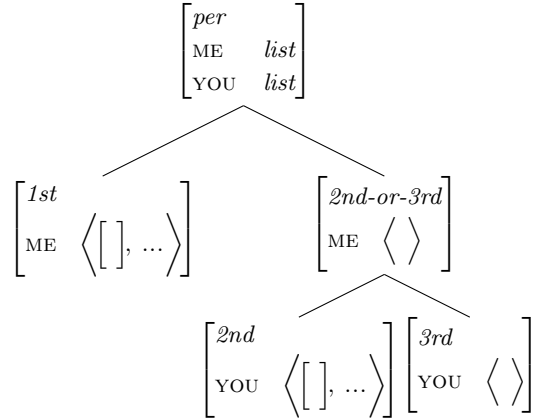 per
ME list
YOU list
1st
ME ⟨[ ], ...⟩
2nd-or-3rd
ME ⟨ ⟩
2nd
YOU ⟨[ ], ...⟩
3rd
YOU ⟨ ⟩